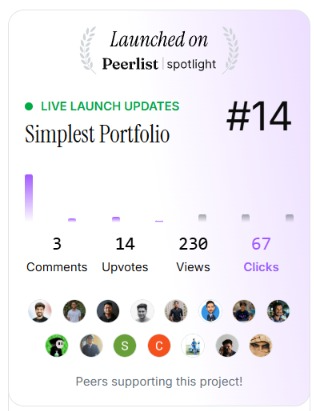 Launched on
Peerlist | spotlight
LIVE LAUNCH UPDATES
#14
Simplest Portfolio
3 14 230 67
Comments Upvotes Views Clicks
S C
Peers supporting this project!